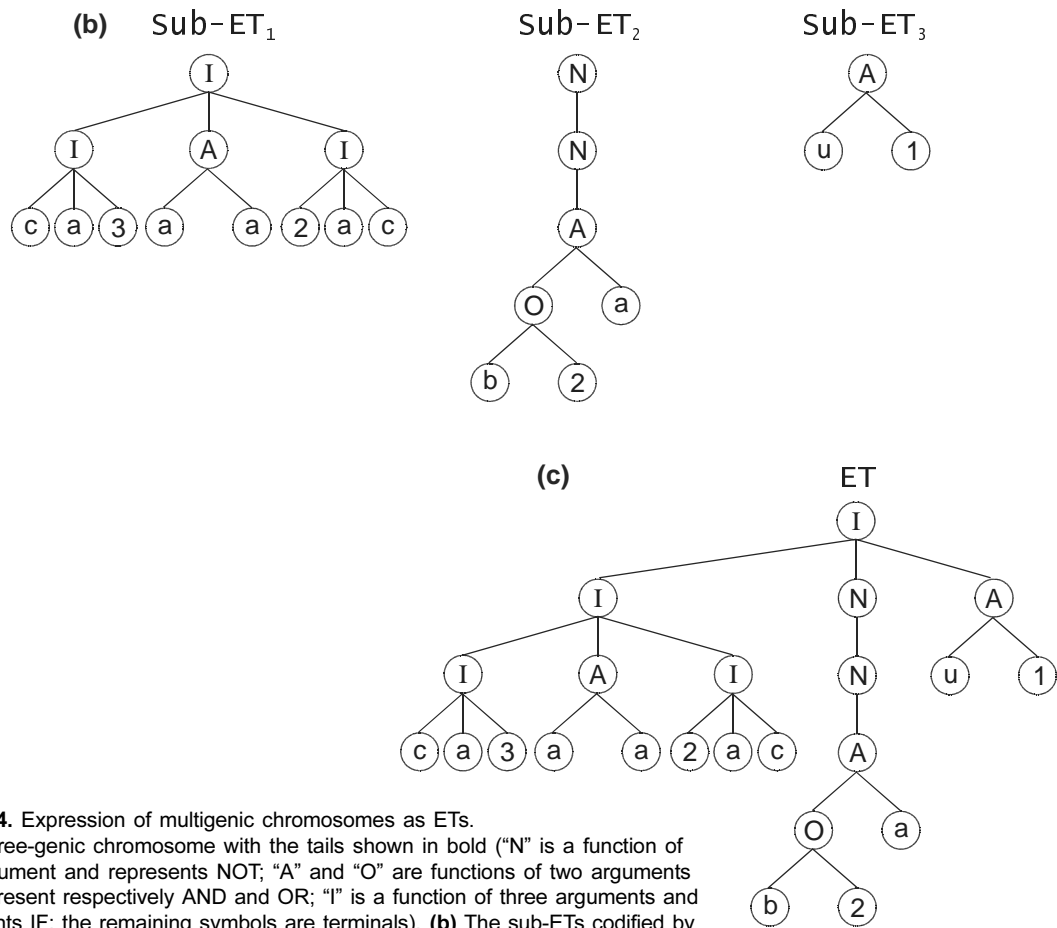 (b) Sub-ET1 Sub-ET2 Sub-ET3
I N A
I A I N u 1
c a 3 a a 2 a c A
O a
b 2
(c) ET
I
I N A
I A I N u 1
c a 3 a a 2 a c A
4. Expression of multigenic chromosomes as ETs.
O a
ree-genic chromosome with the tails shown in bold (“N” is a function of
ument and represents NOT; “A” and “O” are functions of two arguments
present respectively AND and OR; “I” is a function of three arguments and
b 2
nts IF; the remaining symbols are terminals). (b) The sub-ETs codified by